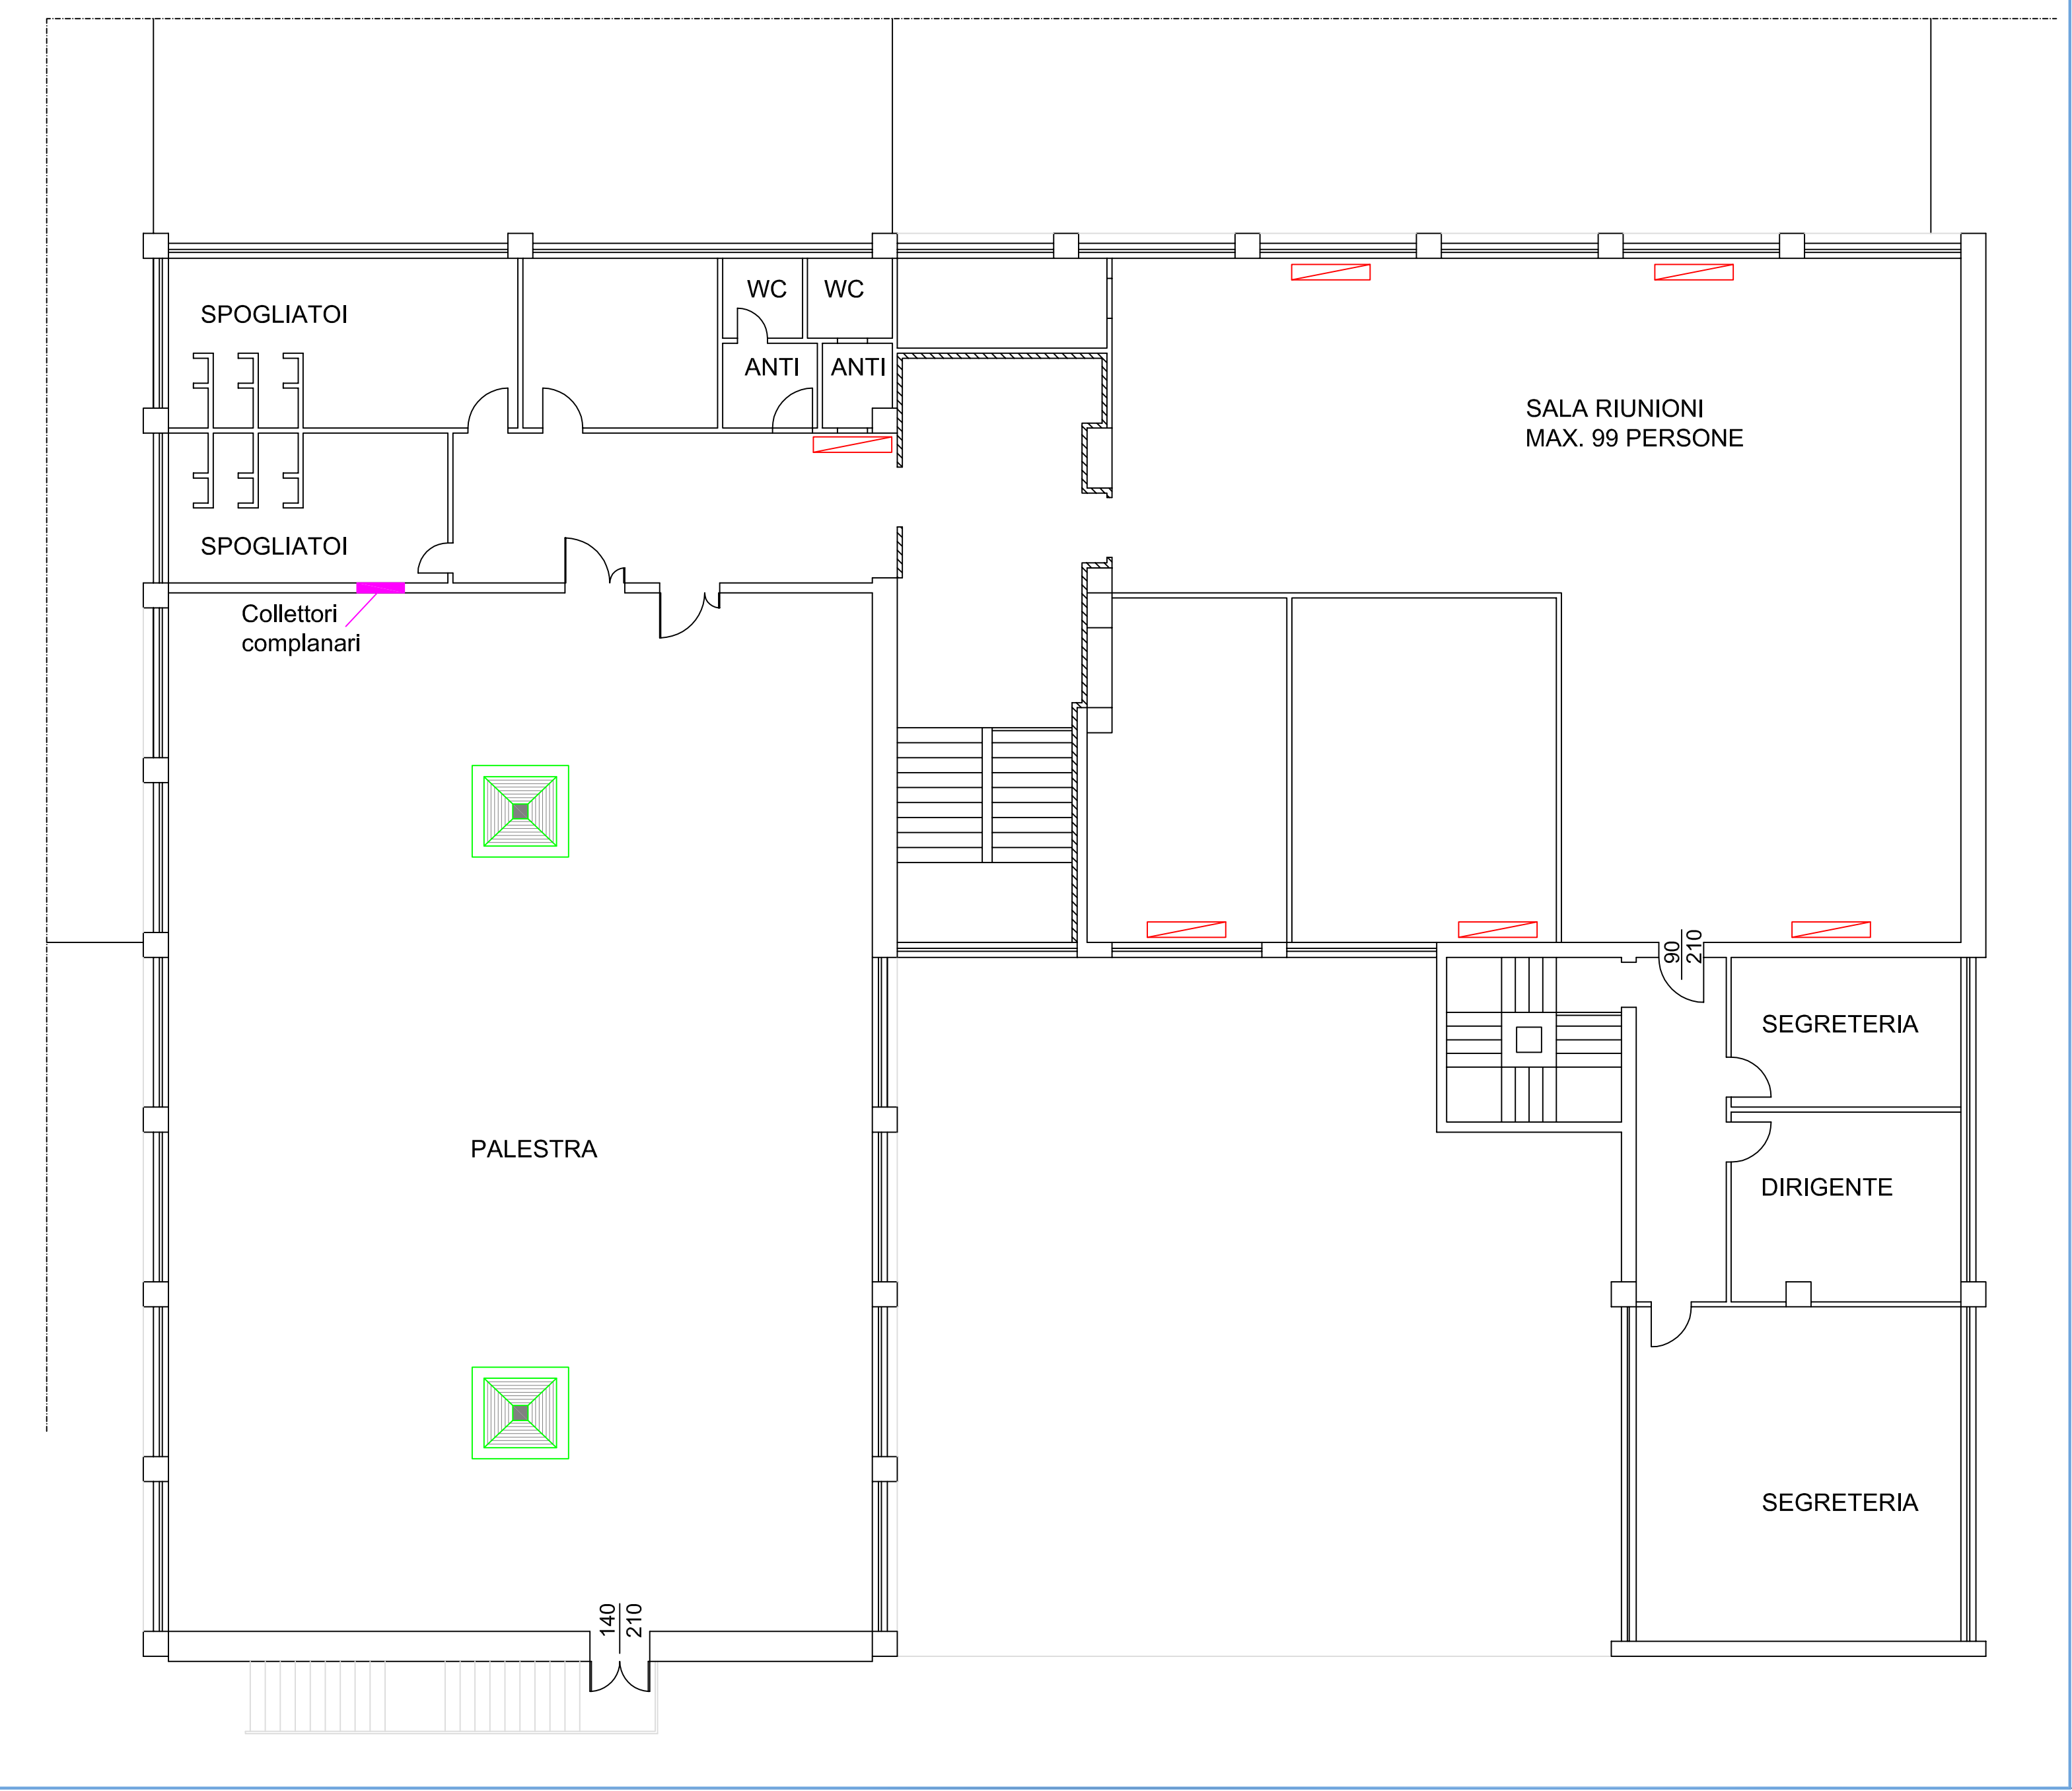 WC
WC
SPOGLIATOI
ANTI
ANTI
SALA RIUNIONI
MAX. 99 PERSONE
SPOGLIATOI
Collettori
complanari
90
210
SEGRETERIA
PALESTRA
DIRIGENTE
SEGRETERIA
140
210